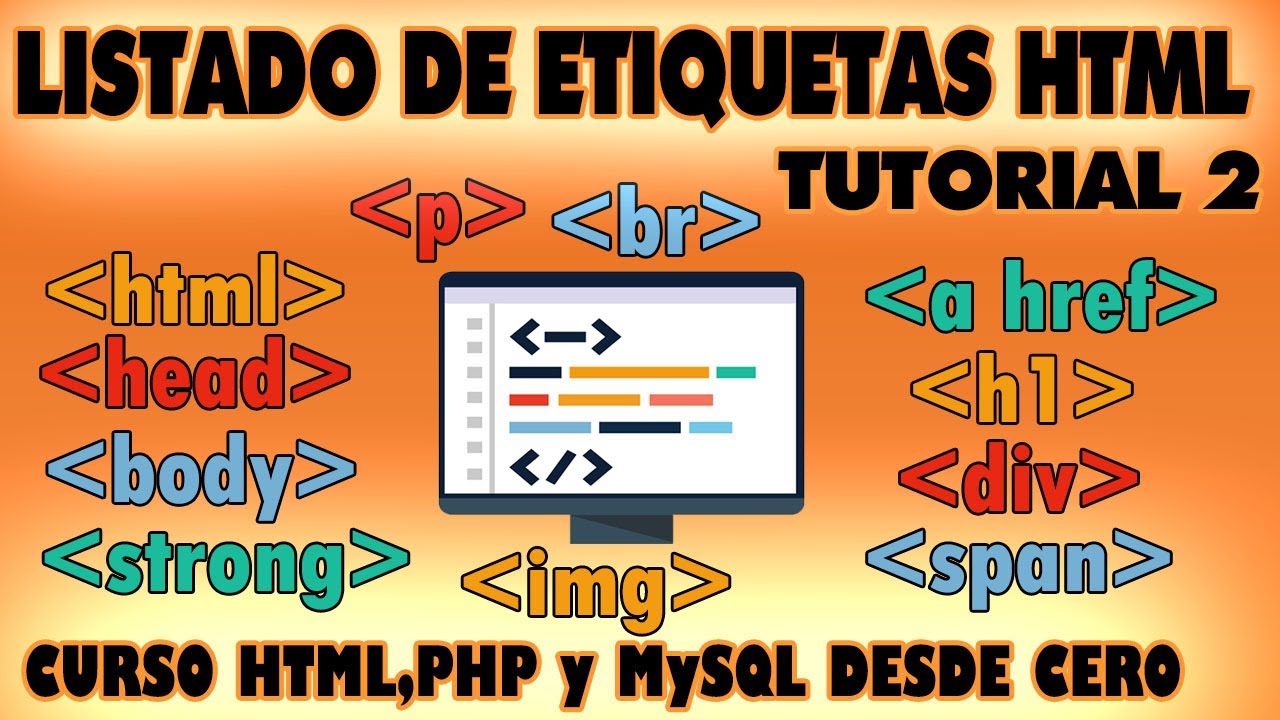 LISTADO DE ETIQUETAS HTML
TUTORIAL 2
<p> <br>
<html>
<head>
<body>
<strong>
<—>
</>
<img>
<a href>
<h1>
<div>
<span>
CURSO HTML,PHP y MySQL DESDE CERO